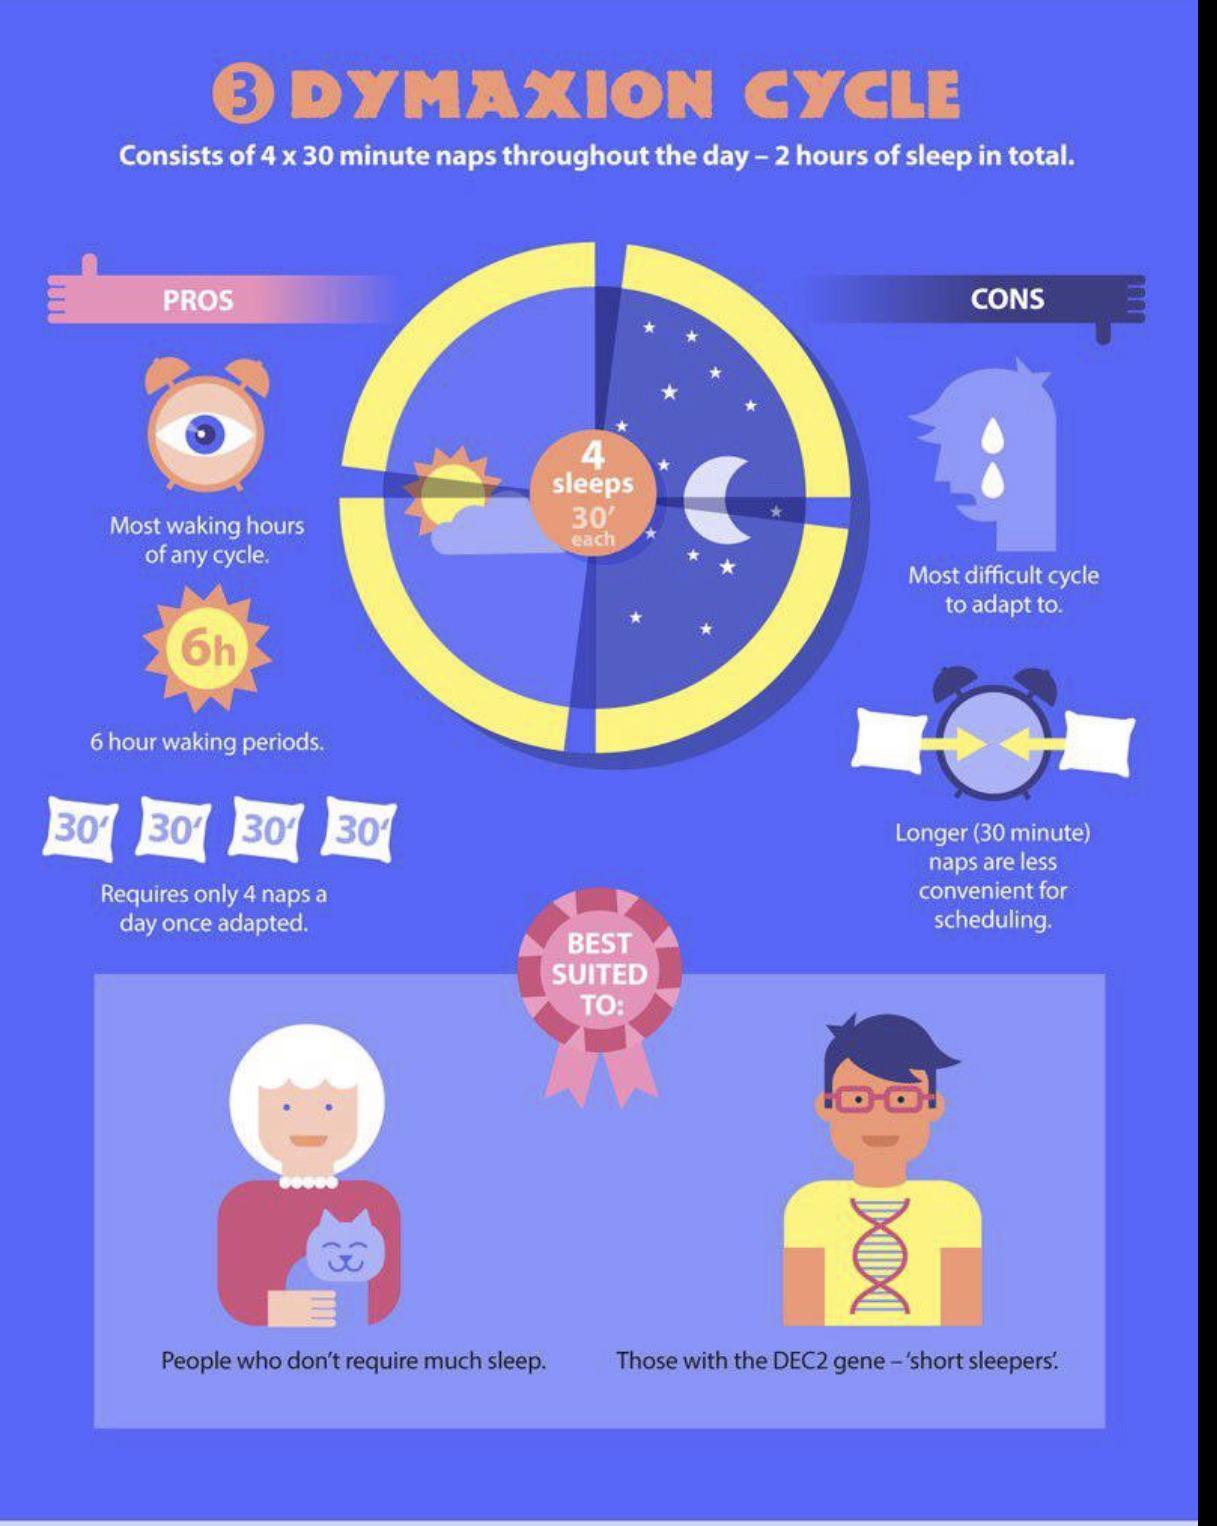 3 DYMAXION CYCLE
Consists of 4 x 30 minute naps throughout the day – 2 hours of sleep in total.
PROS
Most waking hours
of any cycle.
6h
6 hour waking periods.
30‘ 30‘ 30‘ 30‘
Requires only 4 naps a
day once adapted.
4
sleeps
30’
each
CONS
Most difficult cycle
to adapt to.
Longer (30 minute)
naps are less
convenient for
scheduling.
BEST
SUITED
TO:
People who don’t require much sleep.
Those with the DEC2 gene – ‘short sleepers’.